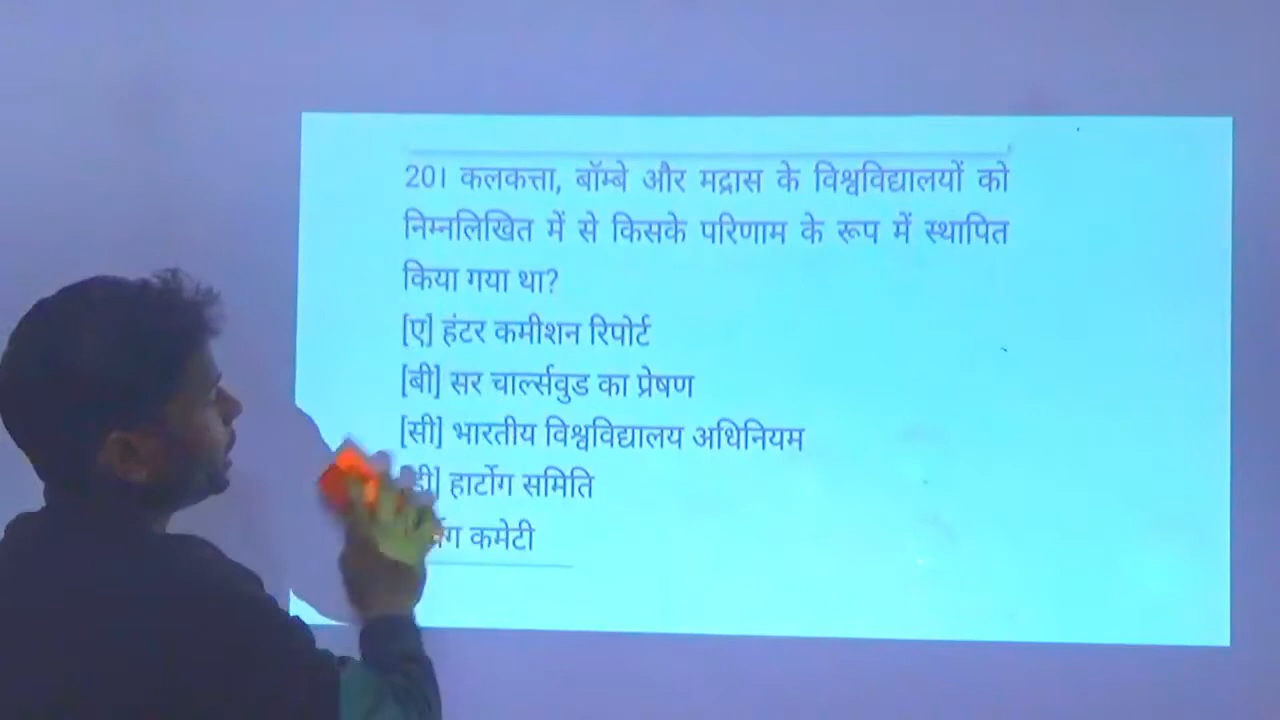 20। कलकत्ता, बॉम्बे और मद्रास के विश्वविद्यालयों को
निम्नलिखित में से किसके परिणाम के रूप में स्थापित
किया गया था?
[ए] हंटर कमीशन रिपोर्ट
[बी] सर चार्ल्सवुड का प्रेषण
[सी] भारतीय विश्वविद्यालय अधिनियम
डी] हार्टोग समिति
कमेटी